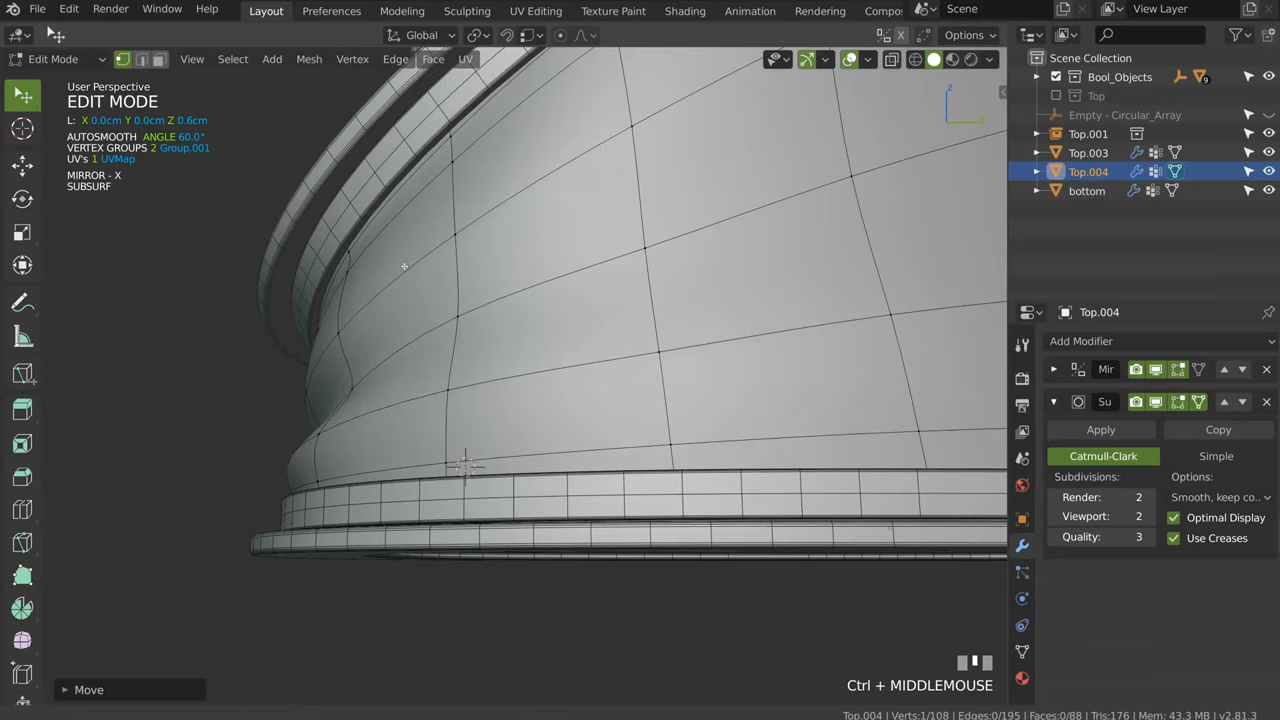 File Edit Render Window Help Layout Preferences Modeling Sculpting UV Editing Texture Paint Shading Animation Rendering Compos Scene View Layer
Global Options
Edit Mode View Select Add Mesh Vertex Edge Face UV X
User Perspective
EDIT MODE
L: X 0.0cm Y 0.0cm Z 0.6cm
AUTOSMOOTH ANGLE 60.0°
VERTEX GROUPS 2 Group.001
UV's 1 UVMap
MIRROR - X
SUBSURF
Z
Scene Collection
Bool_Objects 9
Top
Empty - Circular_Array
Top.001
Top.003
Top.004
bottom
Top.004
Add Modifier
Mir
Su
Apply Copy
Catmull-Clark Simple
Subdivisions: Options:
Render: 2 Smooth, keep co..
Viewport: 2 Optimal Display
Quality: 3 Use Creases
Move
Ctrl + MIDDLEMOUSE
Top.004 | Verts:1/108 | Edges:0/195 | Faces:0/88 | Tris:176 | Mem: 43.3 MB | v2.81.3